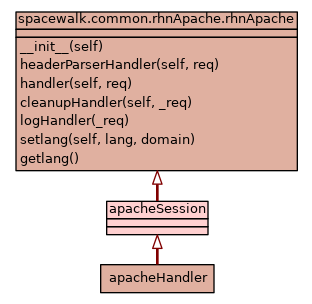 spacewalk.common.rhnApache.rhnApache
__init__(self)
headerParserHandler(self, req)
handler(self, req)
cleanupHandler(self, _req)
logHandler(_req)
setlang(self, lang, domain)
getlang()
apacheSession
apacheHandler